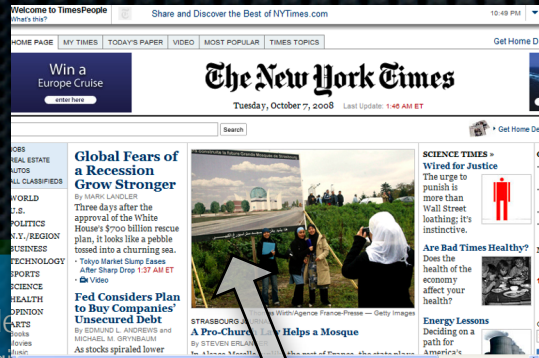 Welcome to TimesPeople
What's this?
Share and Discover the Best of NYTimes.com
10:49 PM
HOME PAGE
MY TIMES
TODAY'S PAPER
VIDEO
MOST POPULAR
TIMES TOPICS
Get Home D
Win a
Europe Cruise
enter here
The New York Times
Tuesday, October 7, 2008 Last Update: 1:46 AM ET
Search
Get Home De
JOBS
REAL ESTATE
AUTOS
ALL CLASSIFIEDS
WORLD
U.S.
POLITICS
N.Y./REGION
BUSINESS
TECHNOLOGY
SPORTS
SCIENCE
HEALTH
OPINION
ARTS
Books
Movies
Music
Global Fears of
a Recession
Grow Stronger
By MARK LANDLER
Three days after the
approval of the White
House's $700 billion rescue
plan, it looks like a pebble
tossed into a churning sea.
· Tokyo Market Slump Eases
After Sharp Drop 1:37 AM ET
· Video
Fed Considers Plan
to Buy Companies'
Unsecured Debt
By EDMUND L. ANDREWS and
MICHAEL M. GRYNBAUM
As stocks spiraled lower
Wirth/Agence France-Presse — Getty Images
STRASBOURG
A Pro-Church Law Helps a Mosque
By STEVEN
the rest of France, the state plays
SCIENCE TIMES »
Wired for Justice
The urge to
punish is
more than
Wall Street
loathing; it's
instinctive.
Are Bad Times Healthy?
Does the
health of the
economy
affect your
health?
Energy Lessons
Deciding on a
path for
America's